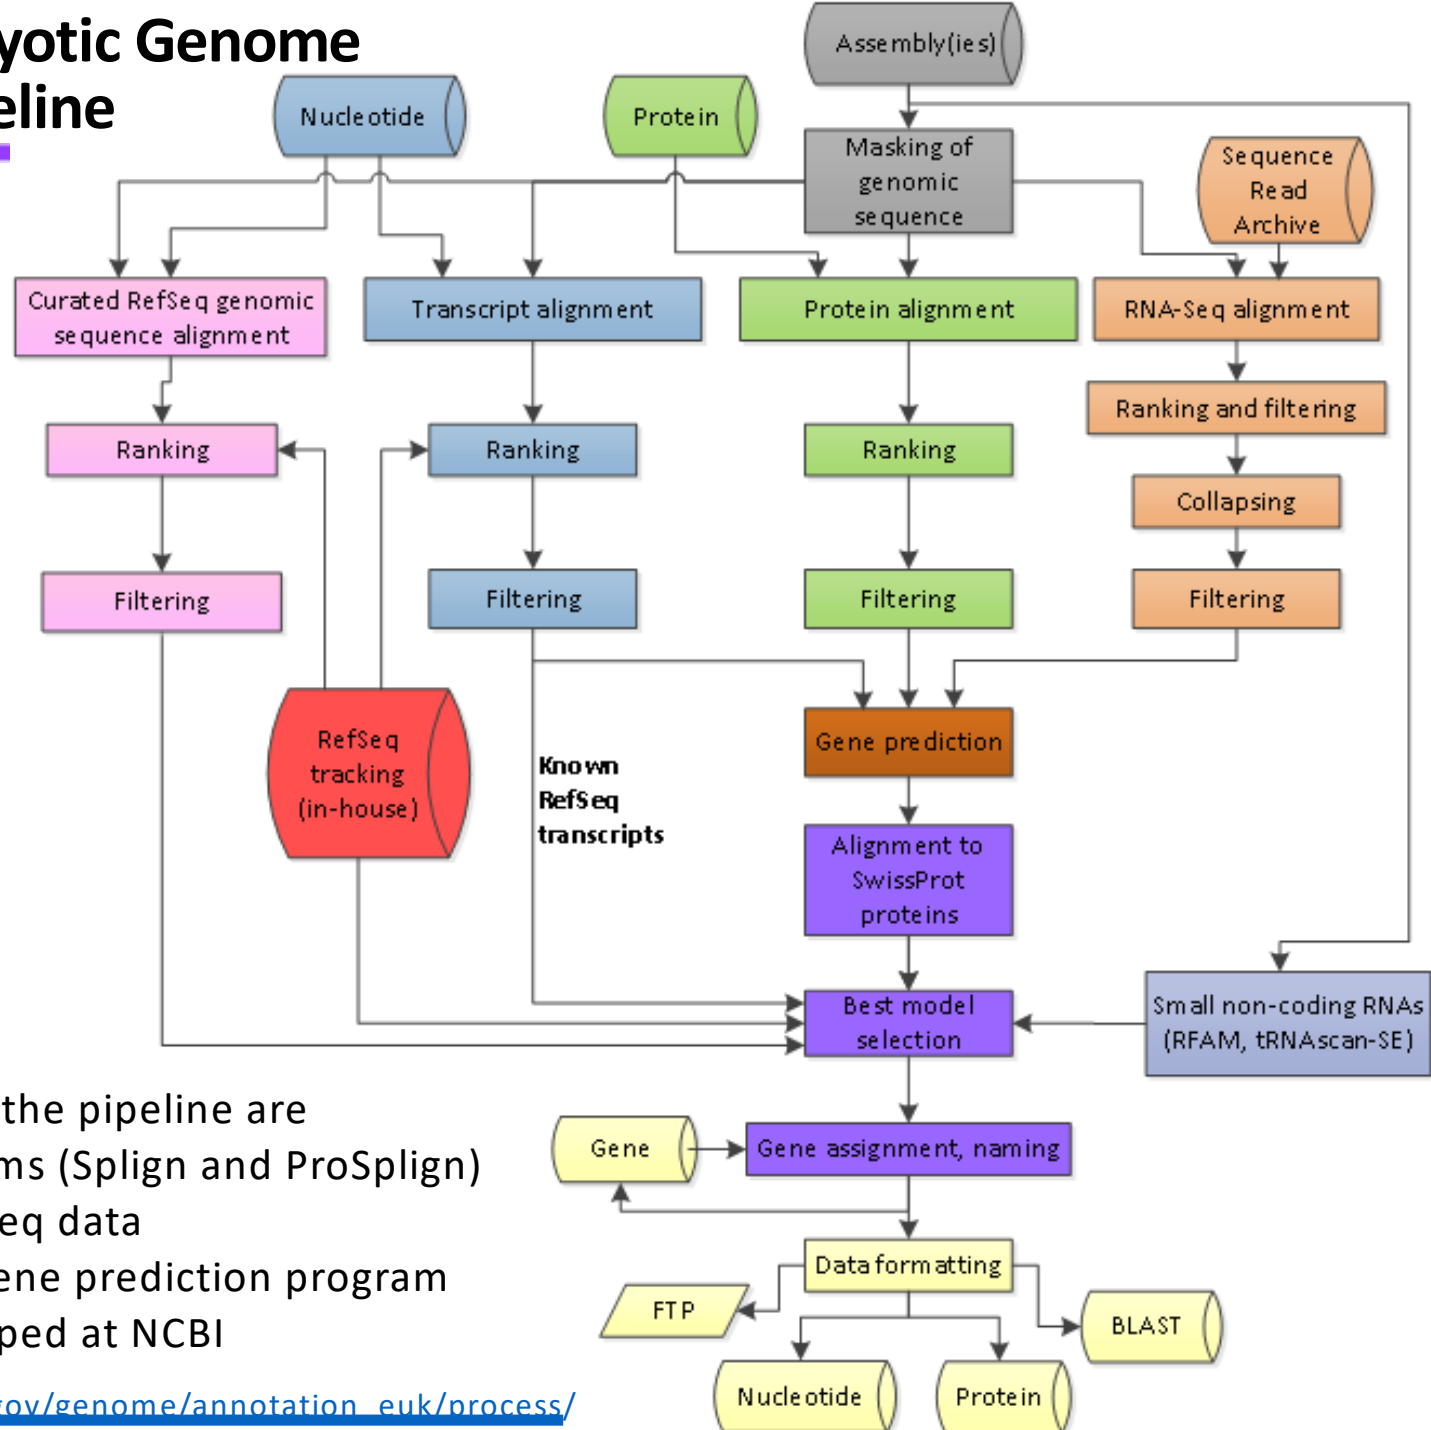 yotic Genome
eline
Assembly(ies)
Nucleotide
Protein
Masking of
genomic
sequence
Sequence
Read
Archive
Curated RefSeq genomic
sequence alignment
Transcript alignment
Protein alignment
RNA-Seq alignment
Ranking and filtering
Ranking
Ranking
Ranking
Collapsing
Filtering
Filtering
Filtering
Filtering
RefSeq
tracking
(in-house)
Known
RefSeq
transcripts
Gene prediction
Alignment to
SwissProt
proteins
Best model
selection
Small non-coding RNAs
(RFAM, tRNAscan-SE)
the pipeline are
ms (Splign and ProSplign)
eq data
ene prediction program
ped at NCBI
gov/genome/annotation_euk/process/
Gene
Gene assignment, naming
Data formatting
FTP
BLAST
Nucleotide
Protein